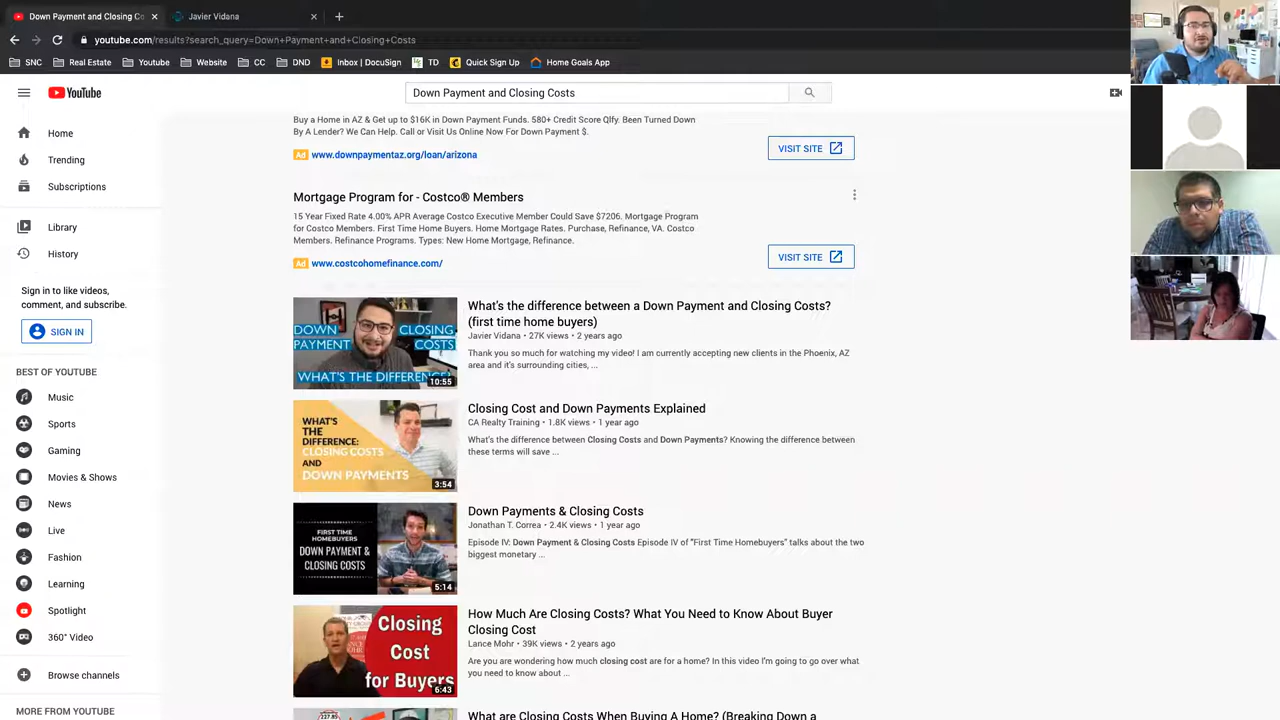 Down Payment and Closing Co
Javier Vidana
youtube.com/results?search_query=Down+Payment+and+Closing+Costs
SNC
Real Estate
Youtube
Website
CC
DND
Inbox | DocuSign
TD
Quick Sign Up
Home Goals App
YouTube
Down Payment and Closing Costs
Home
Trending
Subscriptions
Library
History
Sign in to like videos,
comment, and subscribe.
SIGN IN
BEST OF YOUTUBE
Music
Sports
Gaming
Movies & Shows
News
Live
Fashion
Learning
Spotlight
360° Video
Browse channels
MORE FROM YOUTUBE
Buy a Home in AZ & Get up to $16K in Down Payment Funds. 580+ Credit Score Qlfy. Been Turned Down
By A Lender? We Can Help. Call or Visit Us Online Now For Down Payment $.
Ad www.downpaymentaz.org/loan/arizona
VISIT SITE
Mortgage Program for - Costco® Members
15 Year Fixed Rate 4.00% APR Average Costco Executive Member Could Save $7206. Mortgage Program
for Costco Members. First Time Home Buyers. Home Mortgage Rates. Purchase, Refinance, VA. Costco
Members. Refinance Programs. Types: New Home Mortgage, Refinance.
Ad www.costcohomefinance.com/
VISIT SITE
DOWN PAYMENT
CLOSING COSTS
WHAT'S THE DIFFERENCE?
10:55
What's the difference between a Down Payment and Closing Costs?
(first time home buyers)
Javier Vidana • 27K views • 2 years ago
Thank you so much for watching my video! I am currently accepting new clients in the Phoenix, AZ
area and it's surrounding cities, ...
WHAT'S
THE
DIFFERENCE:
CLOSING COSTS
AND
DOWN PAYMENTS
3:54
Closing Cost and Down Payments Explained
CA Realty Training • 1.8K views • 1 year ago
What's the difference between Closing Costs and Down Payments? Knowing the difference between
these terms will save ...
FIRST TIME
HOMEBUYERS
DOWN PAYMENT &
CLOSING COSTS
5:14
Down Payments & Closing Costs
Jonathan T. Correa • 2.4K views • 1 year ago
Episode IV: Down Payment & Closing Costs Episode IV of "First Time Homebuyers" talks about the two
biggest monetary ...
Closing
Cost
for Buyers
6:43
How Much Are Closing Costs? What You Need to Know About Buyer
Closing Cost
Lance Mohr • 39K views • 2 years ago
Are you are wondering how much closing cost are for a home? In this video I'm going to go over what
you need to know about ...
What are Closing Costs When Buying A Home? (Breaking Down a